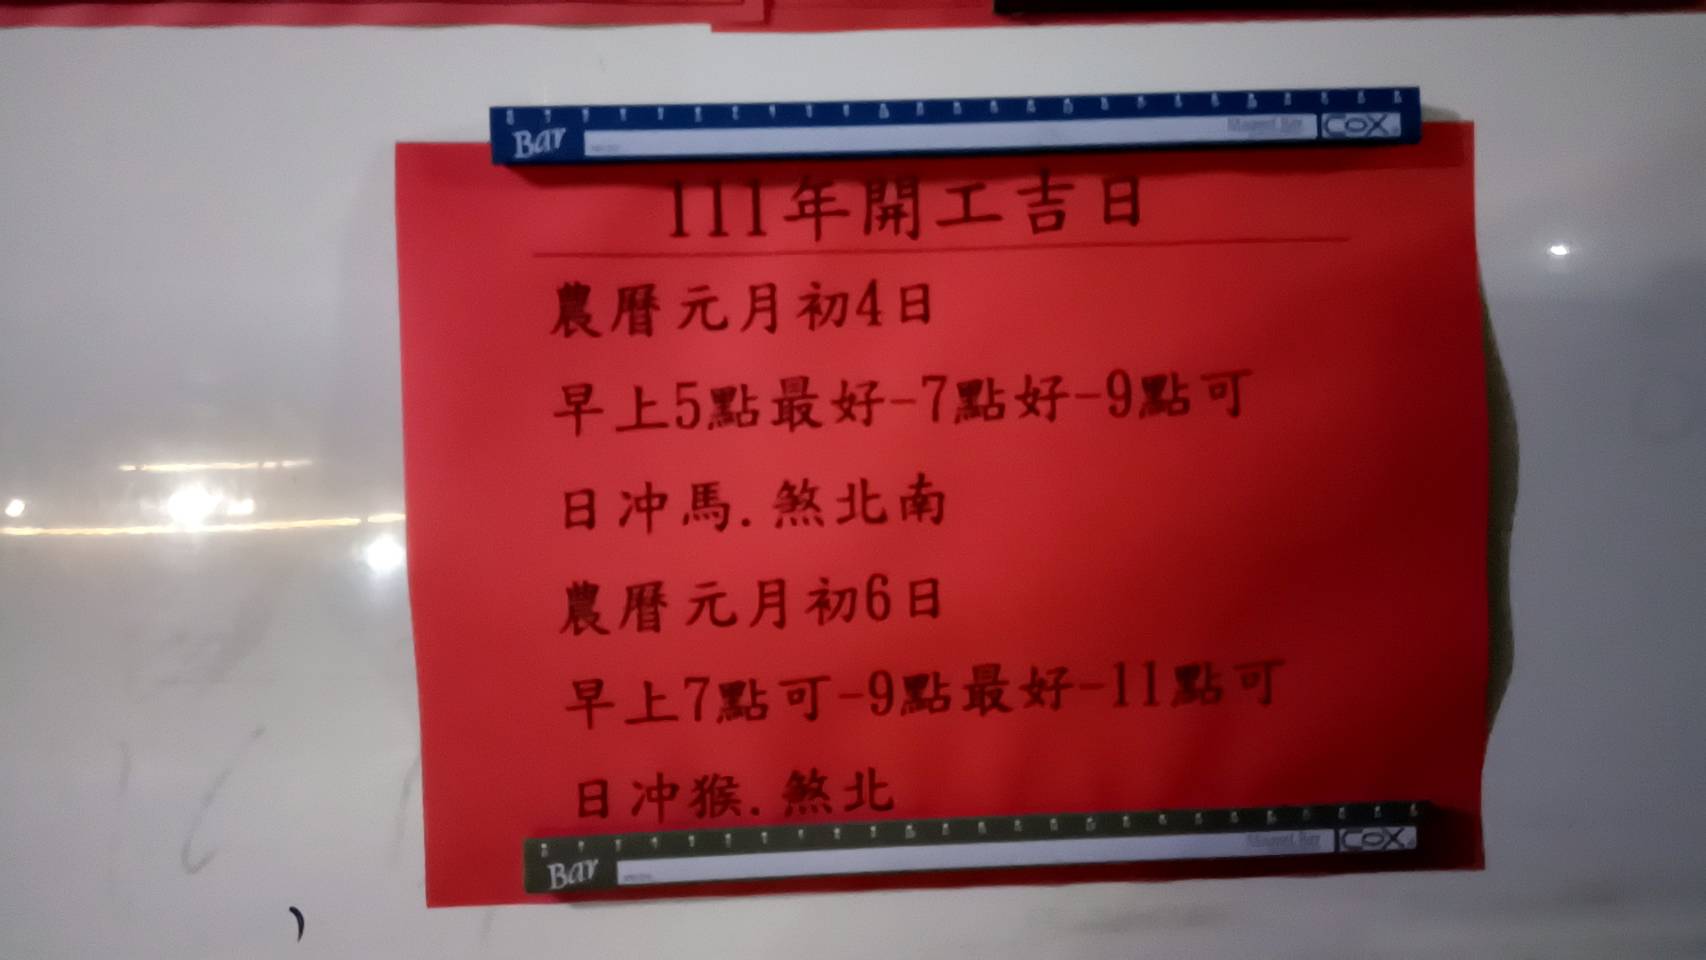 Bar
Magnet Bar
COX
111年開工吉日
農曆元月初4日
早上5點最好-7點好-9點可
日冲馬.煞北南
農曆元月初6日
早上7點可-9點最好-11點可
日冲猴.煞北
Bar
Magnet Bar
COX